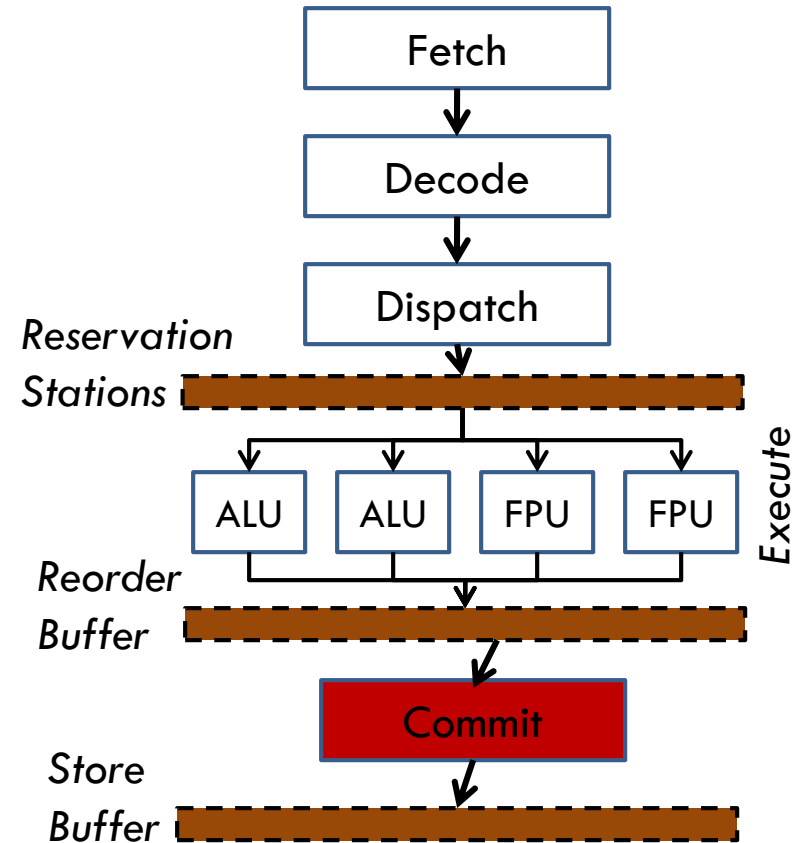 Fetch
Decode
Dispatch
Reservation
Stations
ALU ALU FPU FPU
Execute
Reorder
Buffer
Commit
Store
Buffer